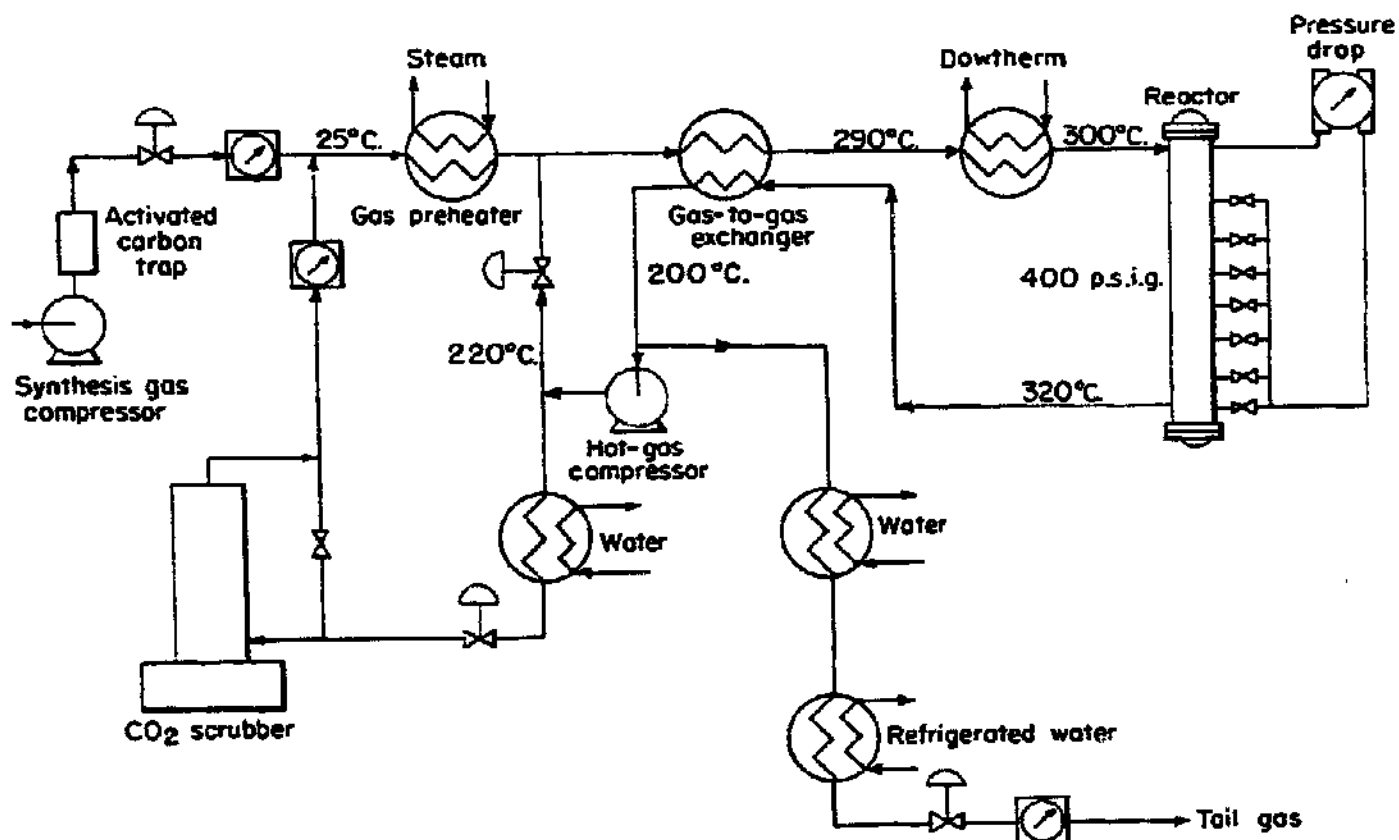 Pressure
drop
Steam
Dowtherm
Reactor
25°C.
290°C.
300°C.
Activated
carbon
trap
Gas preheater
Gas-to-gas
exchanger
200°C.
400 p.s.i.g.
220°C.
320°C.
Synthesis gas
compressor
Hot-gas
compressor
Water
Water
CO₂ scrubber
Refrigerated water
Tail gas